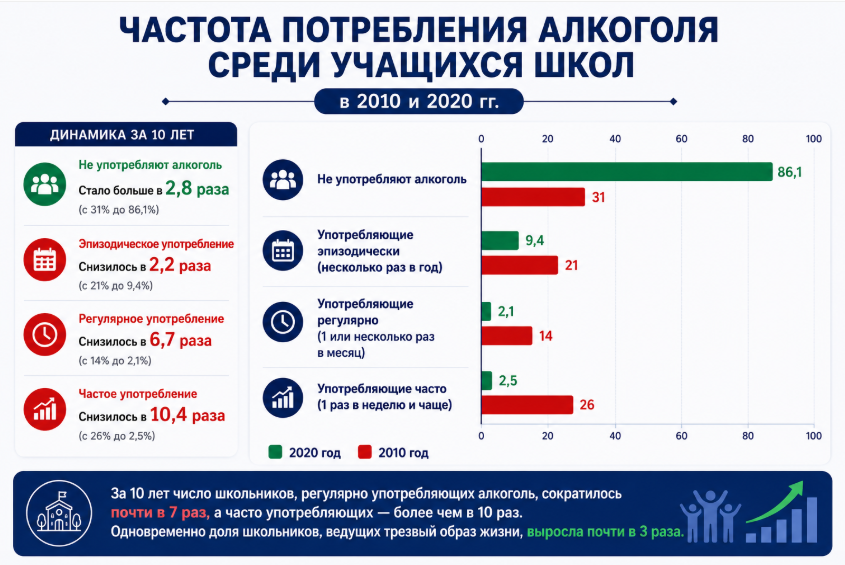 ЧАСТОТА ПОТРЕБЛЕНИЯ АЛКОГОЛЯ
СРЕДИ УЧАЩИХСЯ ШКОЛ
в 2010 и 2020 гг.
ДИНАМИКА ЗА 10 ЛЕТ
Не употребляют алкоголь
Стало больше в 2,8 раза
(с 31% до 86,1%)
Эпизодическое употребление
Снизилось в 2,2 раза
(с 21% до 9,4%)
Регулярное употребление
Снизилось в 6,7 раза
(с 14% до 2,1%)
Частое употребление
Снизилось в 10,4 раза
(с 26% до 2,5%)
0 20 40 60 80 100
Не употребляют алкоголь
86,1
31
Употребляющие
эпизодически
(несколько раз в год)
9,4
21
Употребляющие
регулярно
(1 или несколько раз
в месяц)
2,1
14
Употребляющие часто
(1 раз в неделю и чаще)
2,5
26
0 20 40 60 80 100
2020 год 2010 год
За 10 лет число школьников, регулярно употребляющих алкоголь, сократилось
почти в 7 раз, а часто употребляющих — более чем в 10 раз.
Одновременно доля школьников, ведущих трезвый образ жизни, выросла почти в 3 раза.